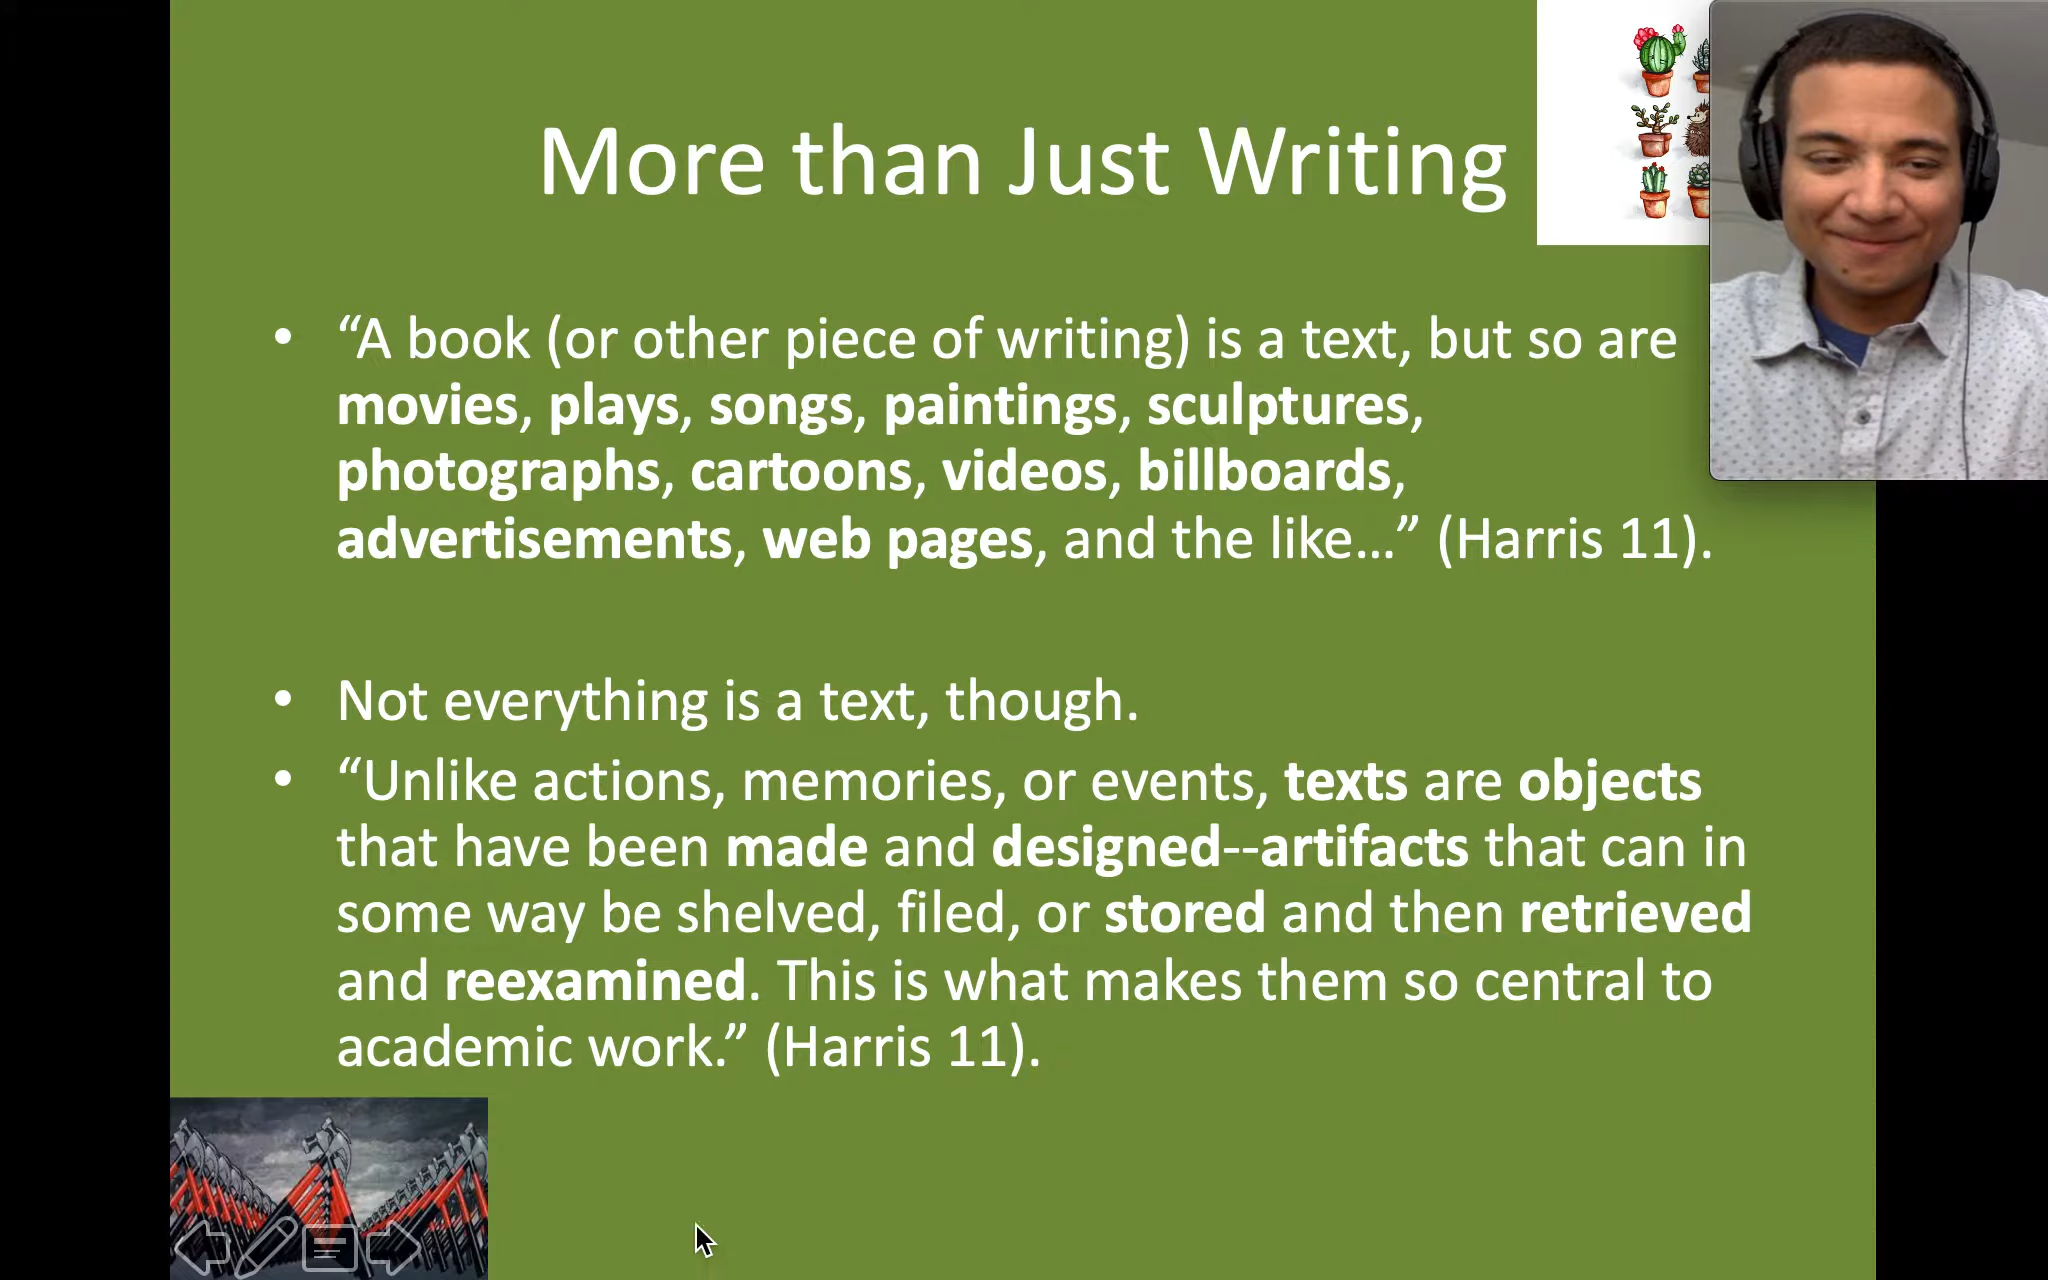 More than Just Writing
• “A book (or other piece of writing) is a text, but so are
movies, plays, songs, paintings, sculptures,
photographs, cartoons, videos, billboards,
advertisements, web pages, and the like…” (Harris 11).
• Not everything is a text, though.
• “Unlike actions, memories, or events, texts are objects
that have been made and designed--artifacts that can in
some way be shelved, filed, or stored and then retrieved
and reexamined. This is what makes them so central to
academic work.” (Harris 11).